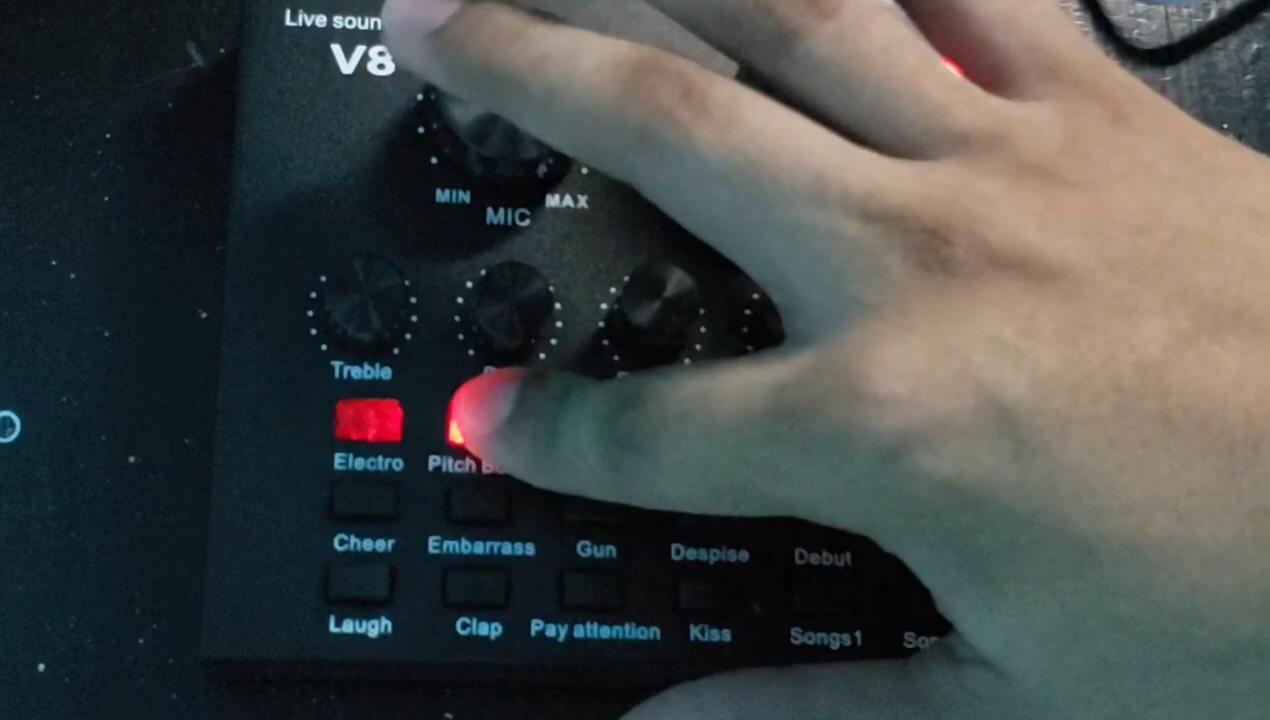 Live soun
V8
MIN MAX
MIC
Treble
Electro Pitch
Cheer Embarrass Gun Despise Debut
Laugh Clap Pay attention Kiss Songs1